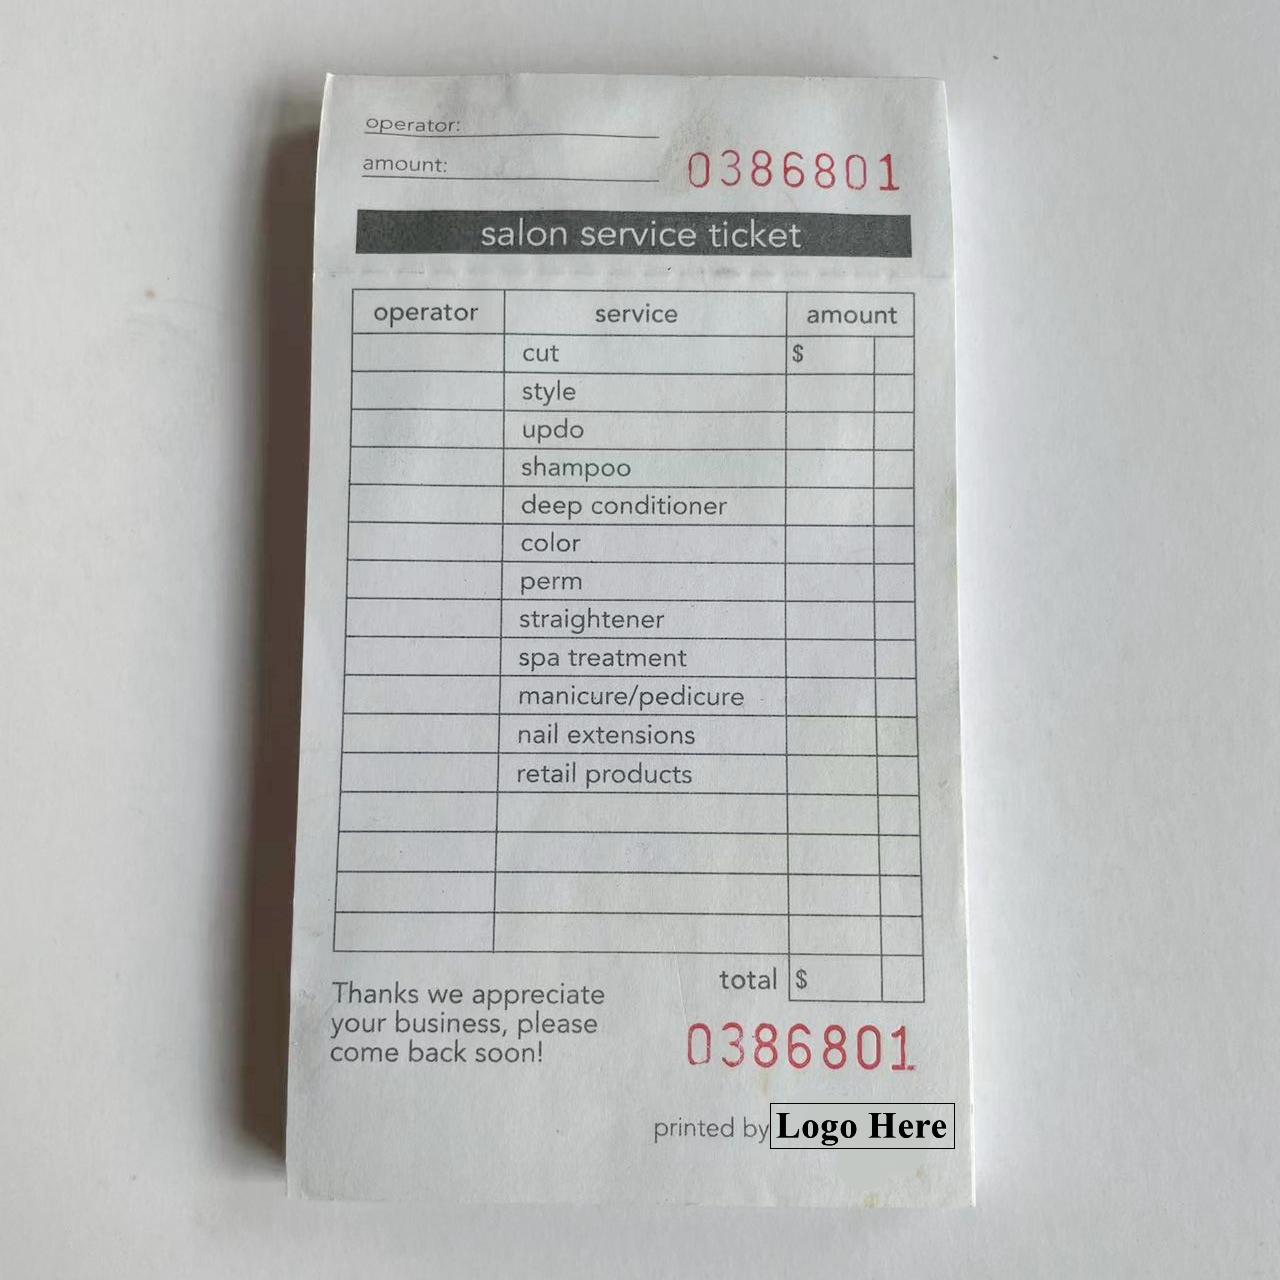 operator:
amount:
0386801
salon service ticket
operator service amount
cut $
style
updo
shampoo
deep conditioner
color
perm
straightener
spa treatment
manicure/pedicure
nail extensions
retail products
total $
Thanks we appreciate
your business, please
come back soon!
0386801
printed by Logo Here